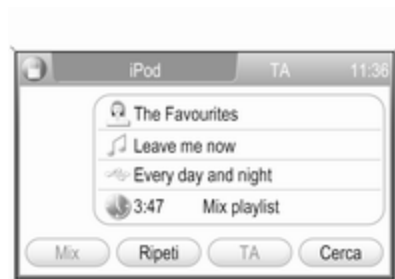 iPod TA 11:36
The Favourites
Leave me now
Every day and night
3:47 Mix playlist
Mix Ripeti TA Cerca